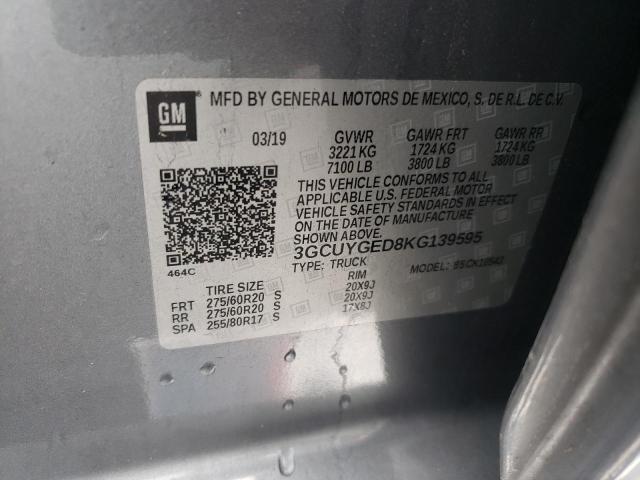 GM
MFD BY GENERAL MOTORS DE MEXICO, S. DE R.L. DE C.V.
03/19 GVWR GAWR FRT GAWR RR
3221 KG 1724 KG 1724 KG
7100 LB 3800 LB 3800 LB
THIS VEHICLE CONFORMS TO ALL
APPLICABLE U.S. FEDERAL MOTOR
VEHICLE SAFETY STANDARDS IN EFFECT
ON THE DATE OF MANUFACTURE
SHOWN ABOVE.
3GCUYGED8KG139595
TYPE: TRUCK MODEL:
464C
TIRE SIZE RIM
FRT 275/60R20 S 20X9J
RR 275/60R20 S 20X9J
SPA 255/80R17 S 17X8J